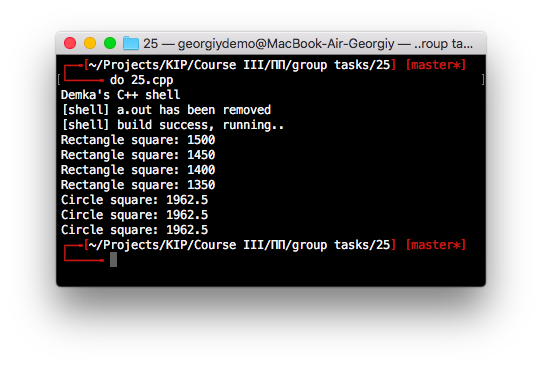 25 — georgiydemo@MacBook-Air-Georgiy — ..roup ta...
[~/Projects/KIP/Course III/ПП/group tasks/25] [master*]
[ do 25.cpp ]
Demka's C++ shell
[shell] a.out has been removed
[shell] build success, running..
Rectangle square: 1500
Rectangle square: 1450
Rectangle square: 1400
Rectangle square: 1350
Circle square: 1962.5
Circle square: 1962.5
Circle square: 1962.5
[~/Projects/KIP/Course III/ПП/group tasks/25] [master*]